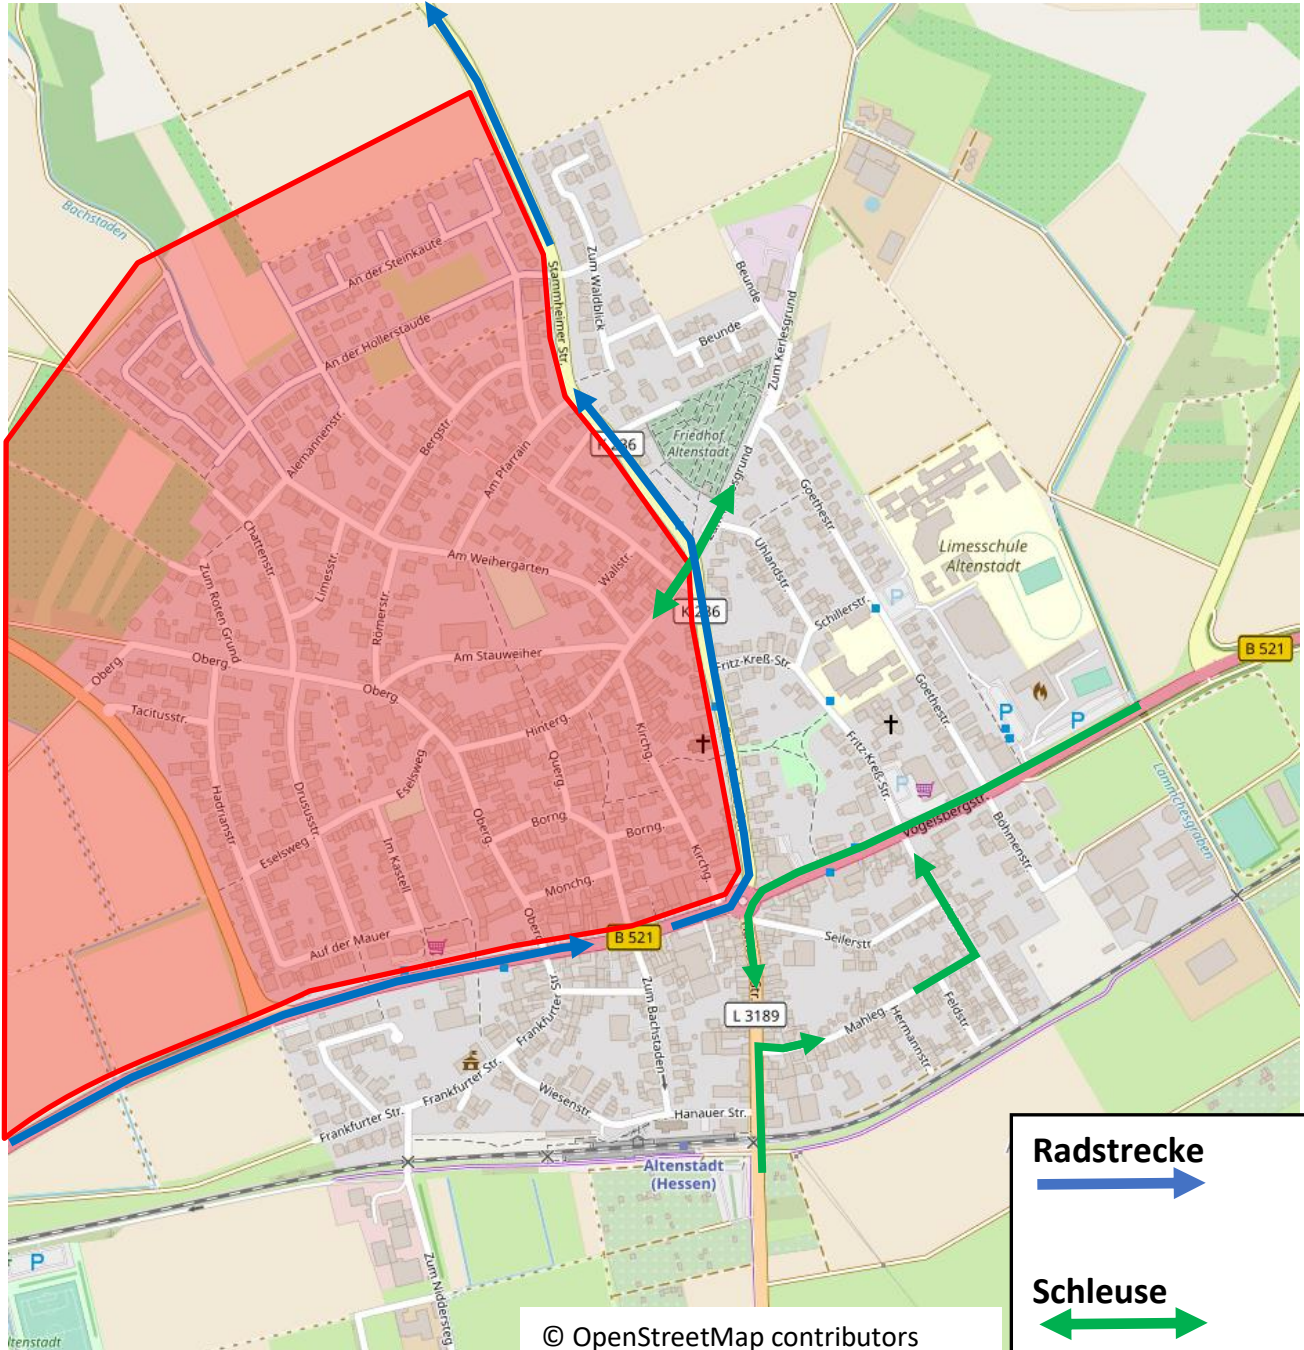 Bachstaden
An der Steinkaute
Stammheimer Str.
Zum Waldblick
Beunde
Beunde
Zum Kerlesgrund
An der Hollerstaude
Alemannenstr.
Bergstr.
Am Pfarrain
K 236
Friedhof
Altenstadt
Goethestr.
Limesschule
Altenstadt
Chattenstr.
Zum Roten Grund
Limesstr.
Am Weihergarten
Wallstr.
Uhlandstr.
P
Schillerstr.
K 236
Römerstr.
Oberg.
Oberg.
Am Stauweiher
Oberg.
Fritz-Kreß-Str.
B 521
Goethestr.
Tacitusstr.
Hinterg.
Kirchg.
P
P
Fritz-Kreß-Str.
Eselsweg
Querg.
Hadrianstr.
Drususstr.
Oberg.
Borng.
Borng.
P
Vogelsbergstr.
Böhmenstr.
Lammchesgraben
Eselsweg
Im Kastell
Monchg.
Kirchg.
Auf der Mauer
Oberg.
B 521
Seilerstr.
L 3189
Mahleg.
Hermannstr.
Feldstr.
Frankfurter Str.
Zum Bachstaden
Frankfurter Str.
Frankfurter Str.
Wiesenstr.
Hanauer Str.
Altenstadt
(Hessen)
P
Zum Niddersteg
ltenstadt
Radstrecke
Schleuse
© OpenStreetMap contributors